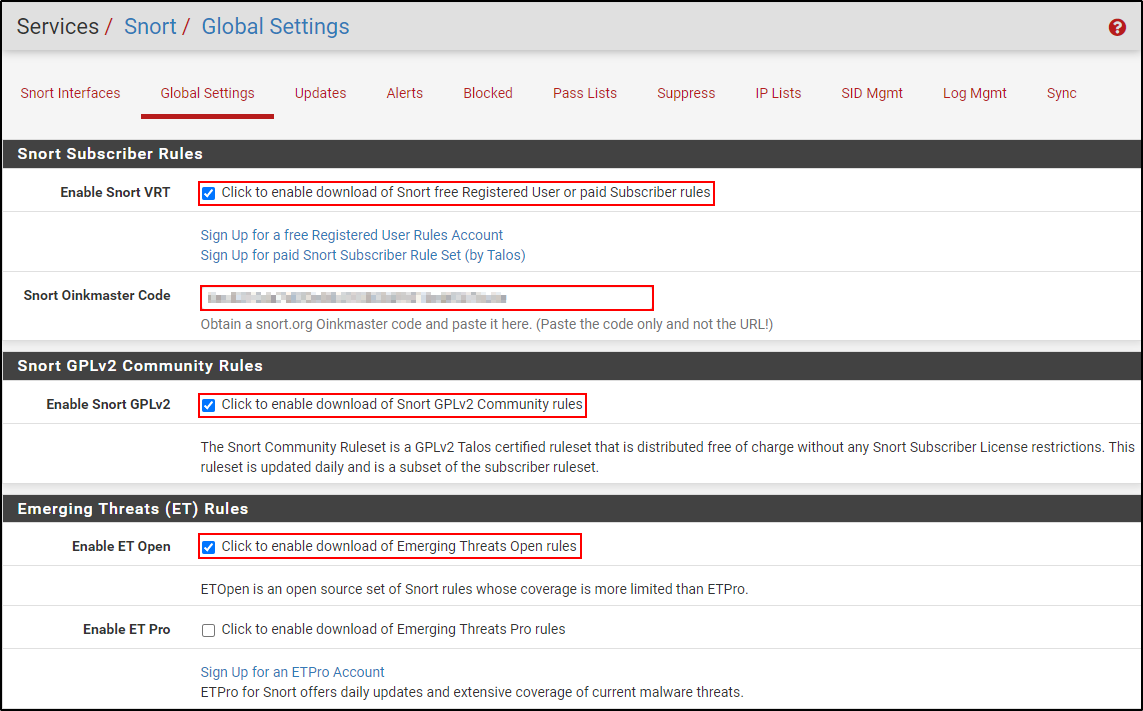 Services / Snort / Global Settings ?
Snort Interfaces Global Settings Updates Alerts Blocked Pass Lists Suppress IP Lists SID Mgmt Log Mgmt Sync
Snort Subscriber Rules
Enable Snort VRT Click to enable download of Snort free Registered User or paid Subscriber rules
Sign Up for a free Registered User Rules Account
Sign Up for paid Snort Subscriber Rule Set (by Talos)
Snort Oinkmaster Code
Obtain a snort.org Oinkmaster code and paste it here. (Paste the code only and not the URL!)
Snort GPLv2 Community Rules
Enable Snort GPLv2 Click to enable download of Snort GPLv2 Community rules
The Snort Community Ruleset is a GPLv2 Talos certified ruleset that is distributed free of charge without any Snort Subscriber License restrictions. This
ruleset is updated daily and is a subset of the subscriber ruleset.
Emerging Threats (ET) Rules
Enable ET Open Click to enable download of Emerging Threats Open rules
ETOpen is an open source set of Snort rules whose coverage is more limited than ETPro.
Enable ET Pro Click to enable download of Emerging Threats Pro rules
Sign Up for an ETPro Account
ETPro for Snort offers daily updates and extensive coverage of current malware threats.